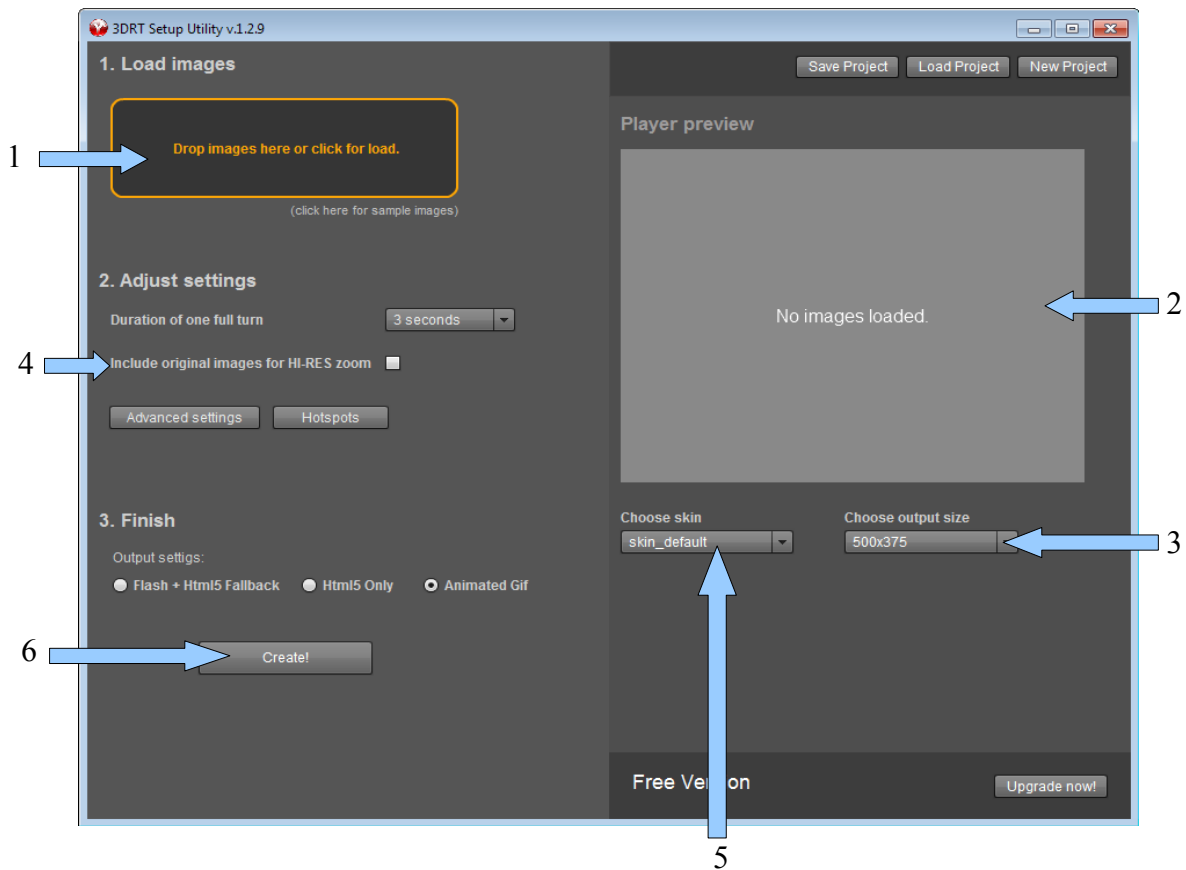 3DRT Setup Utility v.1.2.9
1. Load images
Save Project
Load Project
New Project
Drop images here or click for load.
(click here for sample images)
1
Player preview
No images loaded.
2
2. Adjust settings
Duration of one full turn
3 seconds
4
Include original images for HI-RES zoom
Advanced settings
Hotspots
3. Finish
Output settigs:
Flash + Html5 Fallback
Html5 Only
Animated Gif
6
Create!
Choose skin
skin_default
Choose output size
500x375
3
Free Ve on
Upgrade now!
5